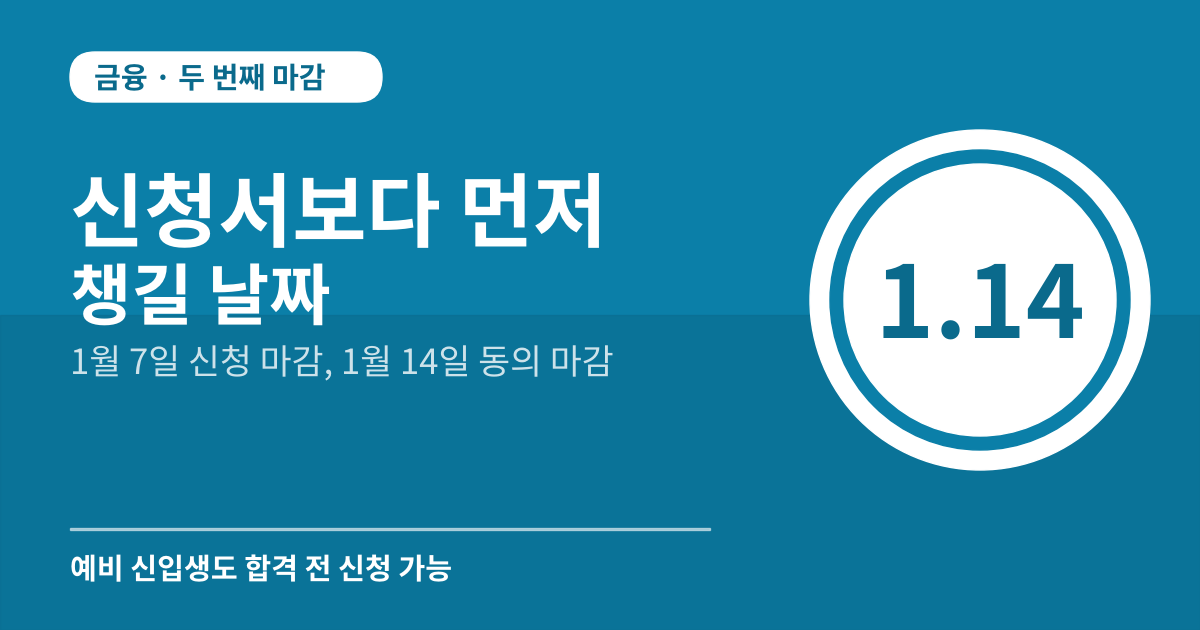 금융 · 두 번째 마감
신청서보다 먼저
챙길 날짜
1월 7일 신청 마감, 1월 14일 동의 마감
1.14
예비 신입생도 합격 전 신청 가능